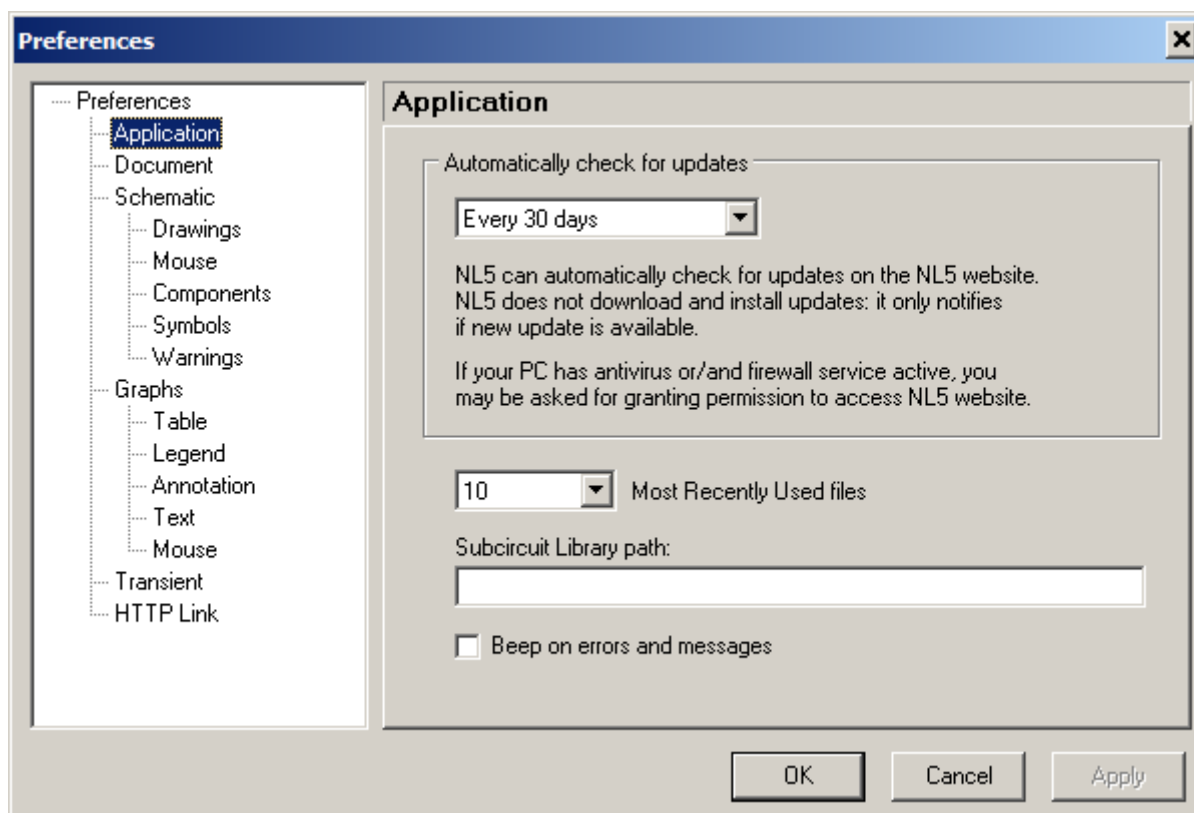 Preferences
Preferences
Application
Document
Schematic
Drawings
Mouse
Components
Symbols
Warnings
Graphs
Table
Legend
Annotation
Text
Mouse
Transient
HTTP Link
Application
Automatically check for updates
Every 30 days
NL5 can automatically check for updates on the NL5 website.
NL5 does not download and install updates: it only notifies
if new update is available.
If your PC has antivirus or/and firewall service active, you
may be asked for granting permission to access NL5 website.
10 Most Recently Used files
Subcircuit Library path:
Beep on errors and messages
OK Cancel Apply